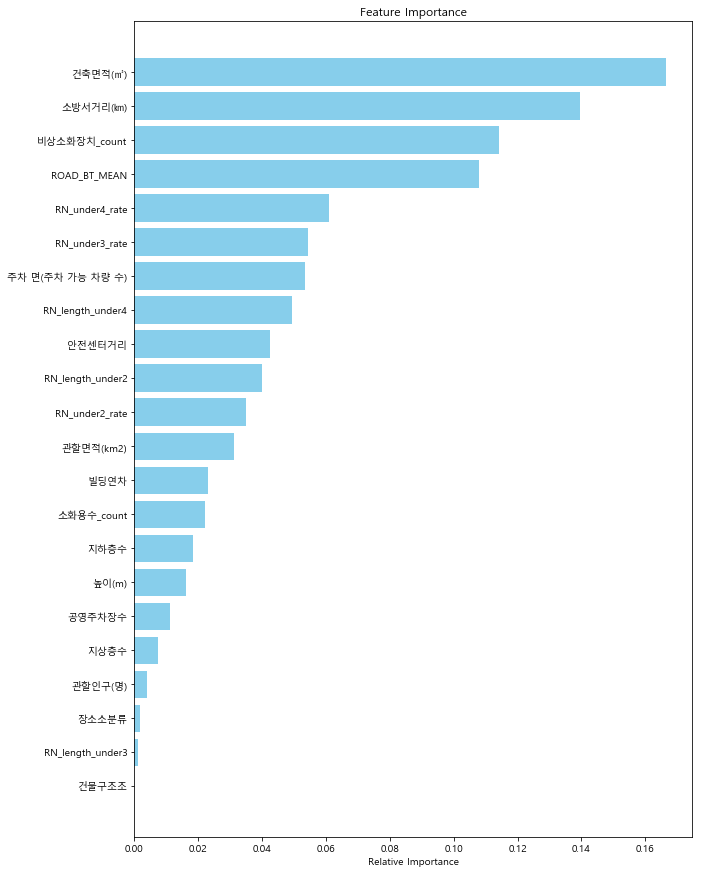 Feature Importance
건축면적(㎡)
소방서거리(㎞)
비상소화장치_count
ROAD_BT_MEAN
RN_under4_rate
RN_under3_rate
주차 면(주차 가능 차량 수)
RN_length_under4
안전센터거리
RN_length_under2
RN_under2_rate
관할면적(km2)
빌딩연차
소화용수_count
지하층수
높이(m)
공영주차장수
지상층수
관할인구(명)
장소소분류
RN_length_under3
건물구조조
0.00 0.02 0.04 0.06 0.08 0.10 0.12 0.14 0.16
Relative Importance